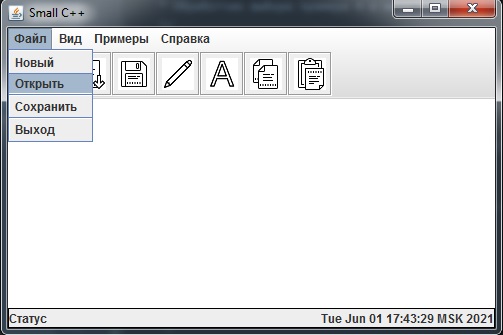 Small C++
Файл Вид Примеры Справка
Новый
Открыть
Сохранить
Выход
A
Статус Tue Jun 01 17:43:29 MSK 2021